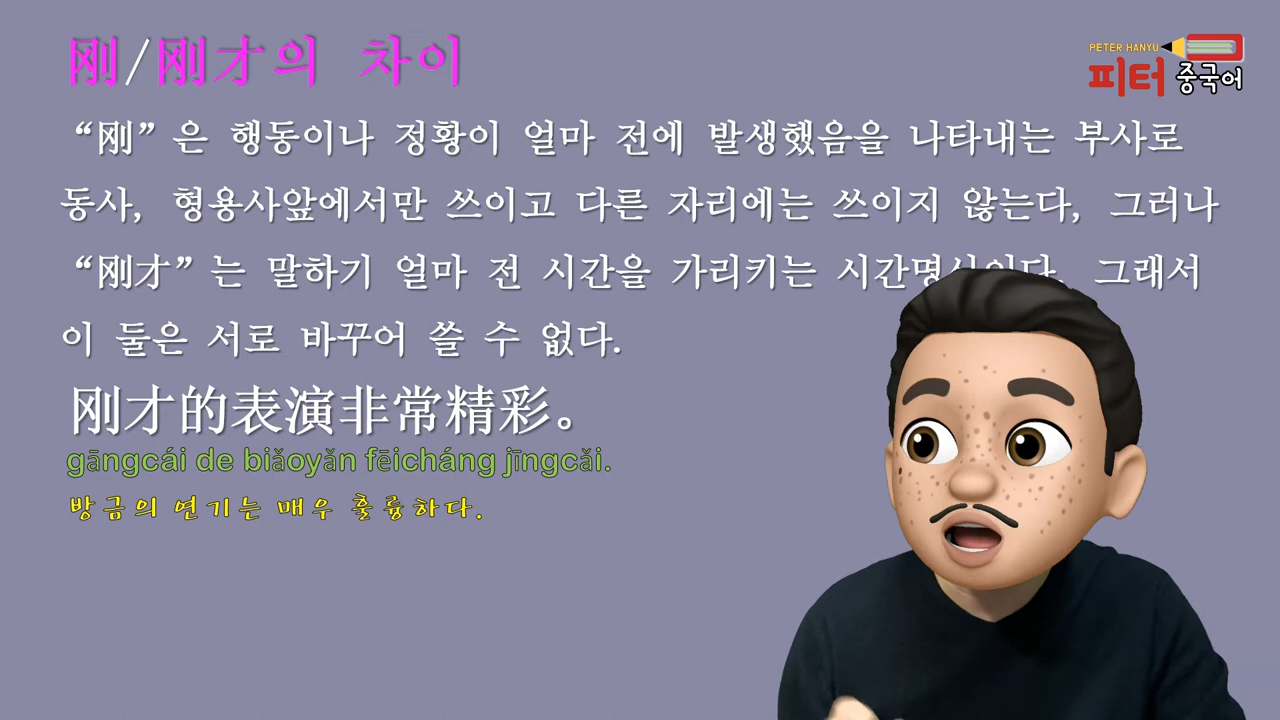 刚/刚才의 차이
PETER HANYU
피터 중국어
“刚”은 행동이나 정황이 얼마 전에 발생했음을 나타내는 부사로
동사, 형용사앞에서만 쓰이고 다른 자리에는 쓰이지 않는다, 그러나
“刚才”는 말하기 얼마 전 시간을 가리키는 그래서
이 둘은 서로 바꾸어 쓸 수 없다.
刚才的表演非常精彩。
gāngcái de biǎoyǎn fēicháng jīngcǎi.
방금의 연기는 매우 훌륭하다.